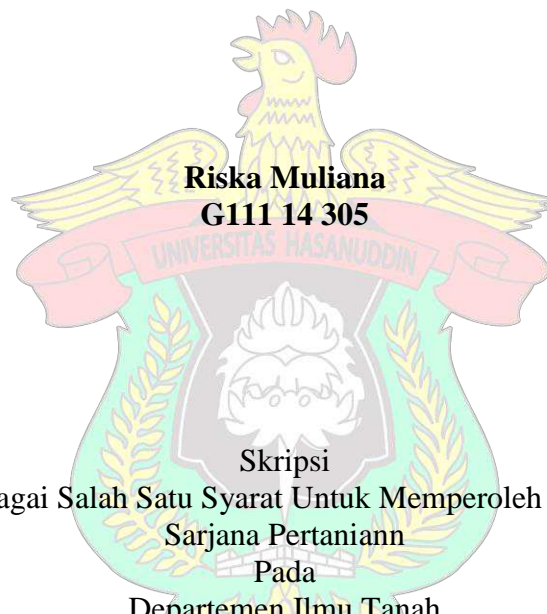 Riska Muliana
G111 14 305
UNIVERSITAS HASANUDDIN
Skripsi
Salah Satu Syarat Untuk Memperoleh
Sarjana Pertaniann
Pada
Departemen Ilmu Tanah